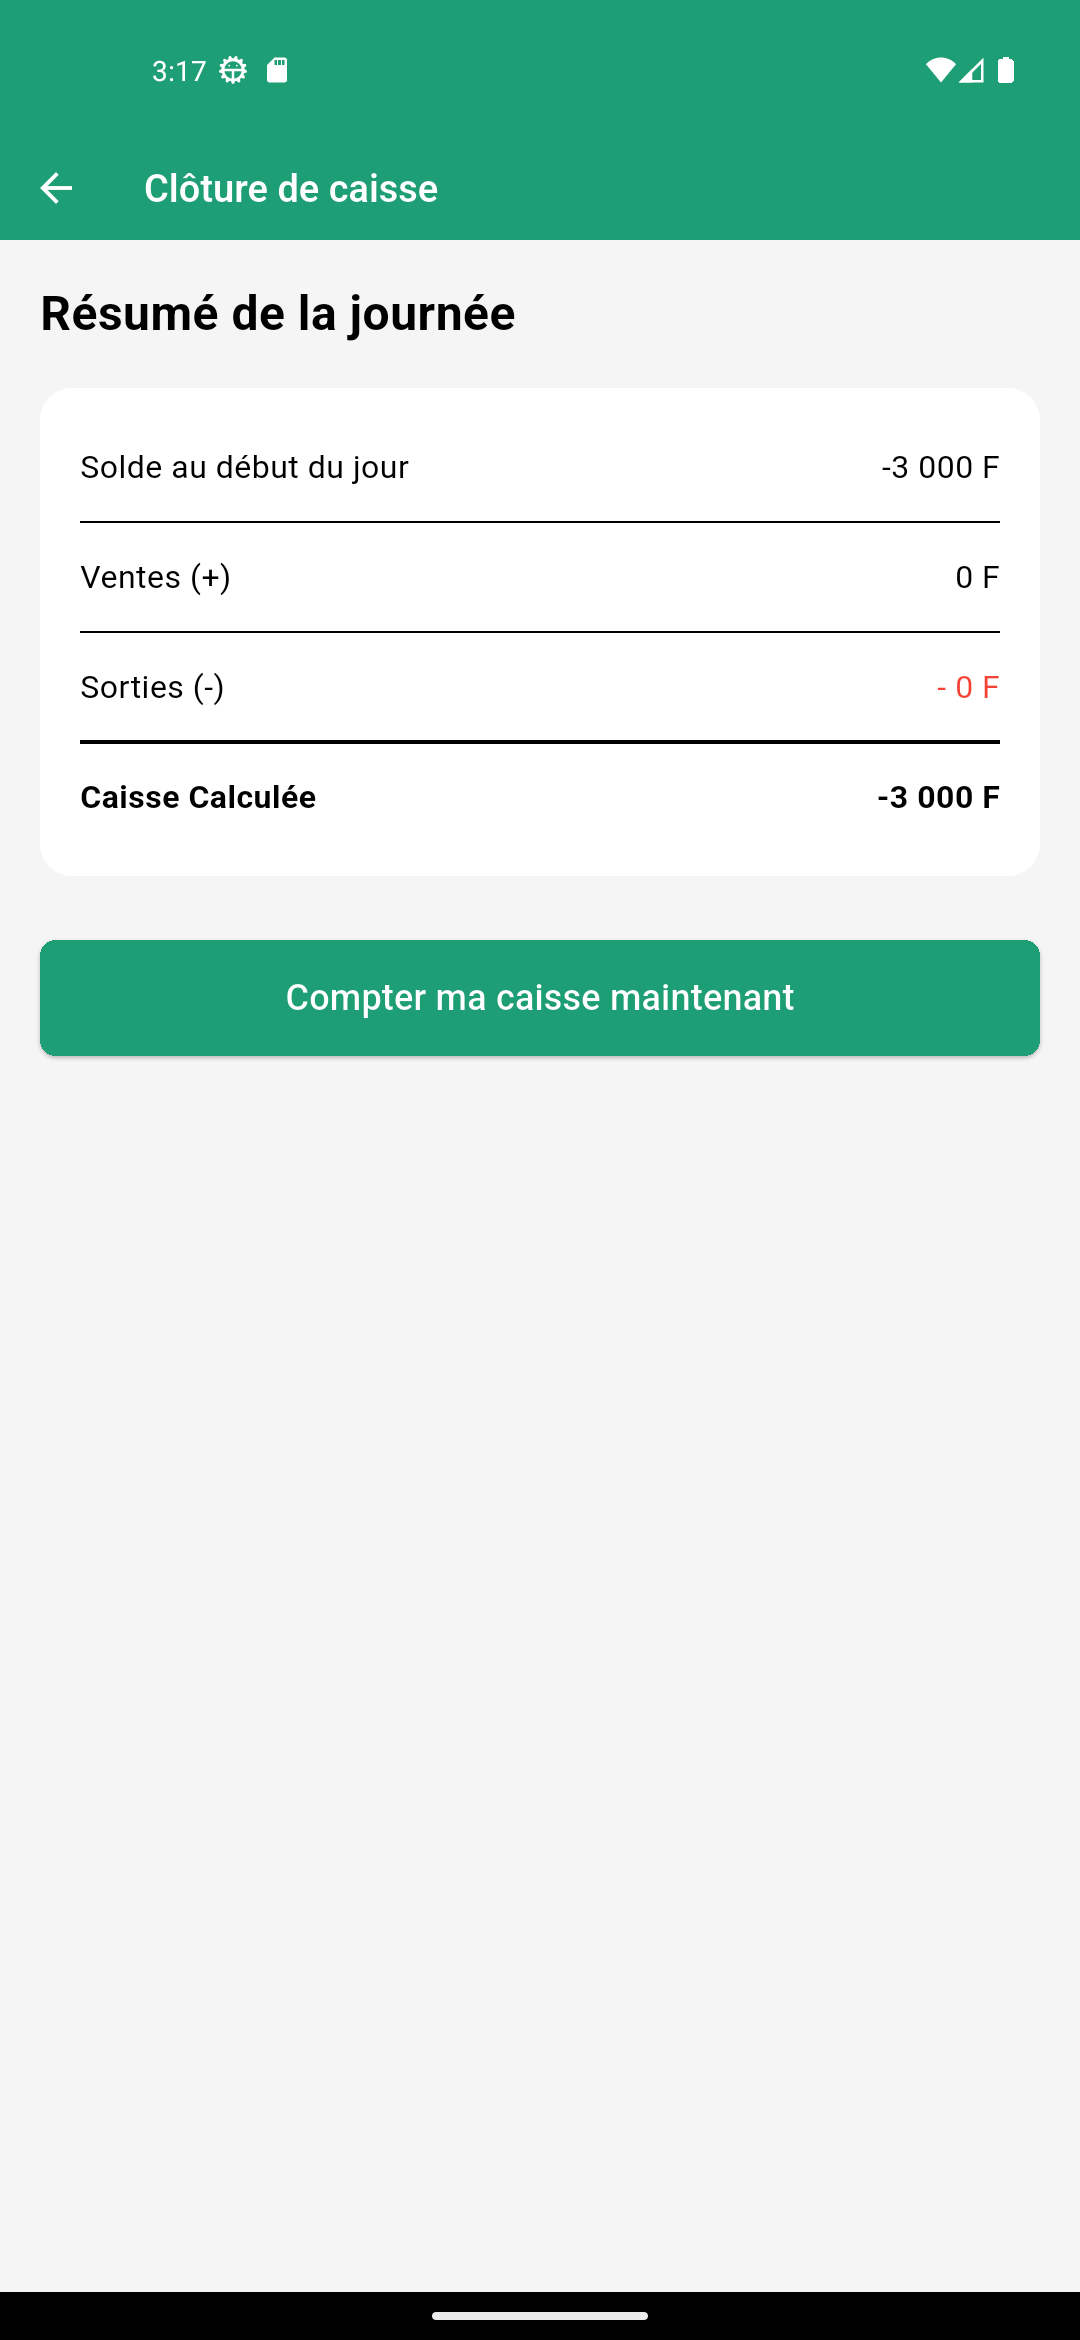 3:17
Clôture de caisse
Résumé de la journée
Solde au début du jour -3 000 F
Ventes (+) 0 F
Sorties (-) - 0 F
Caisse Calculée -3 000 F
Compter ma caisse maintenant